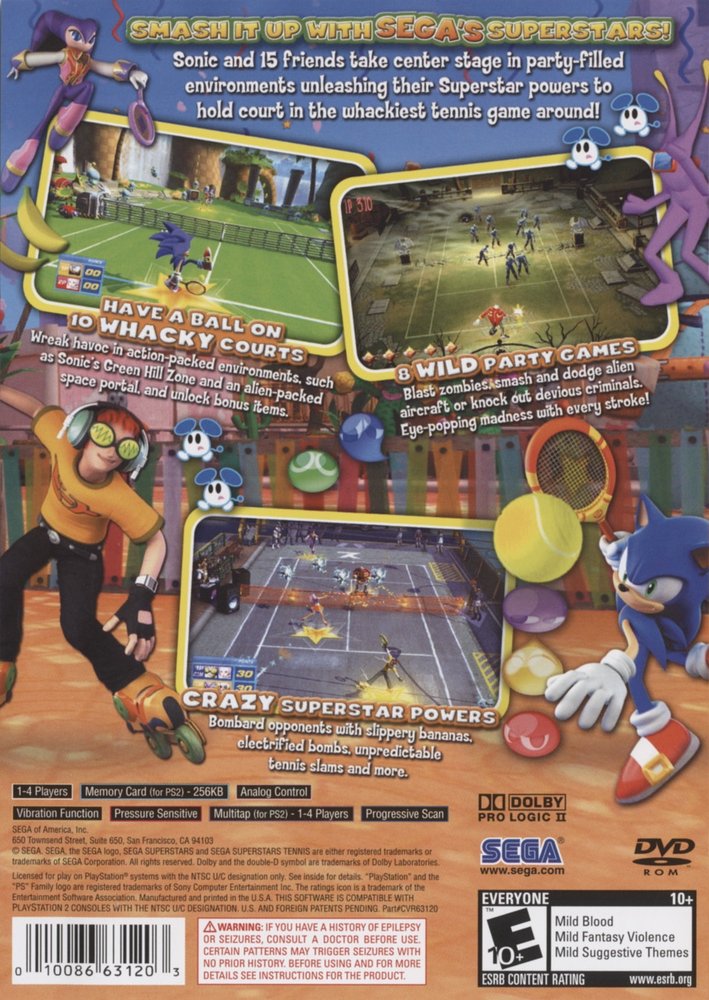 SMASH IT UP WITH SEGA'S SUPERSTARS!
Sonic and 15 friends take center stage in party-filled
environments unleashing their Superstar powers to
hold court in the whackiest tennis game around!
1P 310
00
2P 00
HAVE A BALL ON
10 WHACKY COURTS
Wreak havoc in action-packed environments, such
as Sonic's Green Hill Zone and an alien-packed
space portal, and unlock bonus items.
8 WILD PARTY GAMES
Blast zombies, smash and dodge alien
aircraft or knock out devious criminals.
Eye-popping madness with every stroke!
POINTS
30
30
CRAZY SUPERSTAR POWERS
Bombard opponents with slippery bananas,
electrified bombs, unpredictable
tennis slams and more.
1-4 Players
Memory Card (for PS2) - 256KB
Analog Control
Vibration Function
Pressure Sensitive
Multitap (for PS2) - 1-4 Players
Progressive Scan
SEGA of America, Inc.
650 Townsend Street, Suite 650, San Francisco, CA 94103
© SEGA. SEGA, the SEGA logo, SEGA SUPERSTARS and SEGA SUPERSTARS TENNIS are either registered trademarks or
trademarks of SEGA Corporation. All rights reserved. Dolby and the double-D symbol are trademarks of Dolby Laboratories.
Licensed for play on PlayStation® systems with the NTSC U/C designation only. See inside for details. "PlayStation" and the
"PS" Family logo are registered trademarks of Sony Computer Entertainment Inc. The ratings icon is a trademark of the
Entertainment Software Association. Manufactured and printed in the U.S.A. THIS SOFTWARE IS COMPATIBLE WITH
PLAYSTATION 2 CONSOLES WITH THE NTSC U/C DESIGNATION. U.S. AND FOREIGN PATENTS PENDING. Part#CVR63120
DOLBY
PRO LOGIC II
SEGA
www.sega.com
DVD
ROM
0 10086 63120 3
WARNING: IF YOU HAVE A HISTORY OF EPILEPSY
OR SEIZURES, CONSULT A DOCTOR BEFORE USE.
CERTAIN PATTERNS MAY TRIGGER SEIZURES WITH
NO PRIOR HISTORY. BEFORE USING AND FOR MORE
DETAILS SEE INSTRUCTIONS FOR THE PRODUCT.
EVERYONE 10+
E
10+
™
Mild Blood
Mild Fantasy Violence
Mild Suggestive Themes
ESRB CONTENT RATING www.esrb.org